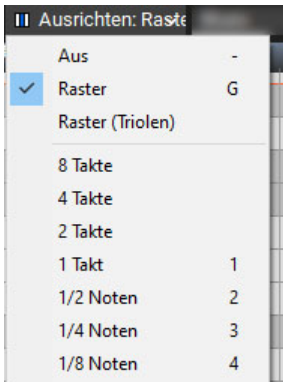 Ausrichten: Raste
Aus -
Raster G
Raster (Triolen)
8 Takte
4 Takte
2 Takte
1 Takt 1
1/2 Noten 2
1/4 Noten 3
1/8 Noten 4